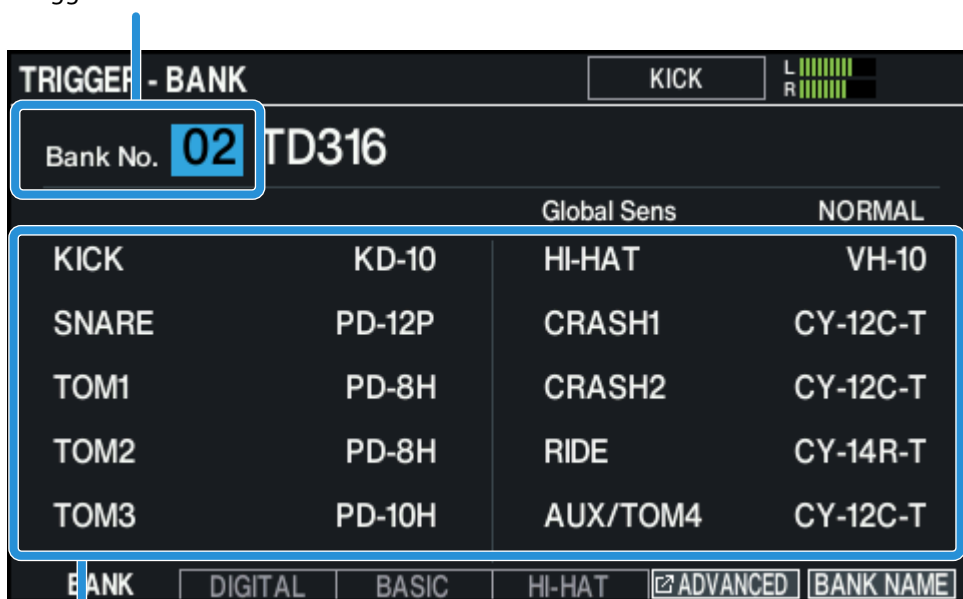 TRIGGER - BANK KICK L R
Bank No. 02 TD316
Global Sens NORMAL
KICK KD-10 HI-HAT VH-10
SNARE PD-12P CRASH1 CY-12C-T
TOM1 PD-8H CRASH2 CY-12C-T
TOM2 PD-8H RIDE CY-14R-T
TOM3 PD-10H AUX/TOM4 CY-12C-T
BANK DIGITAL BASIC HI-HAT ADVANCED BANK NAME